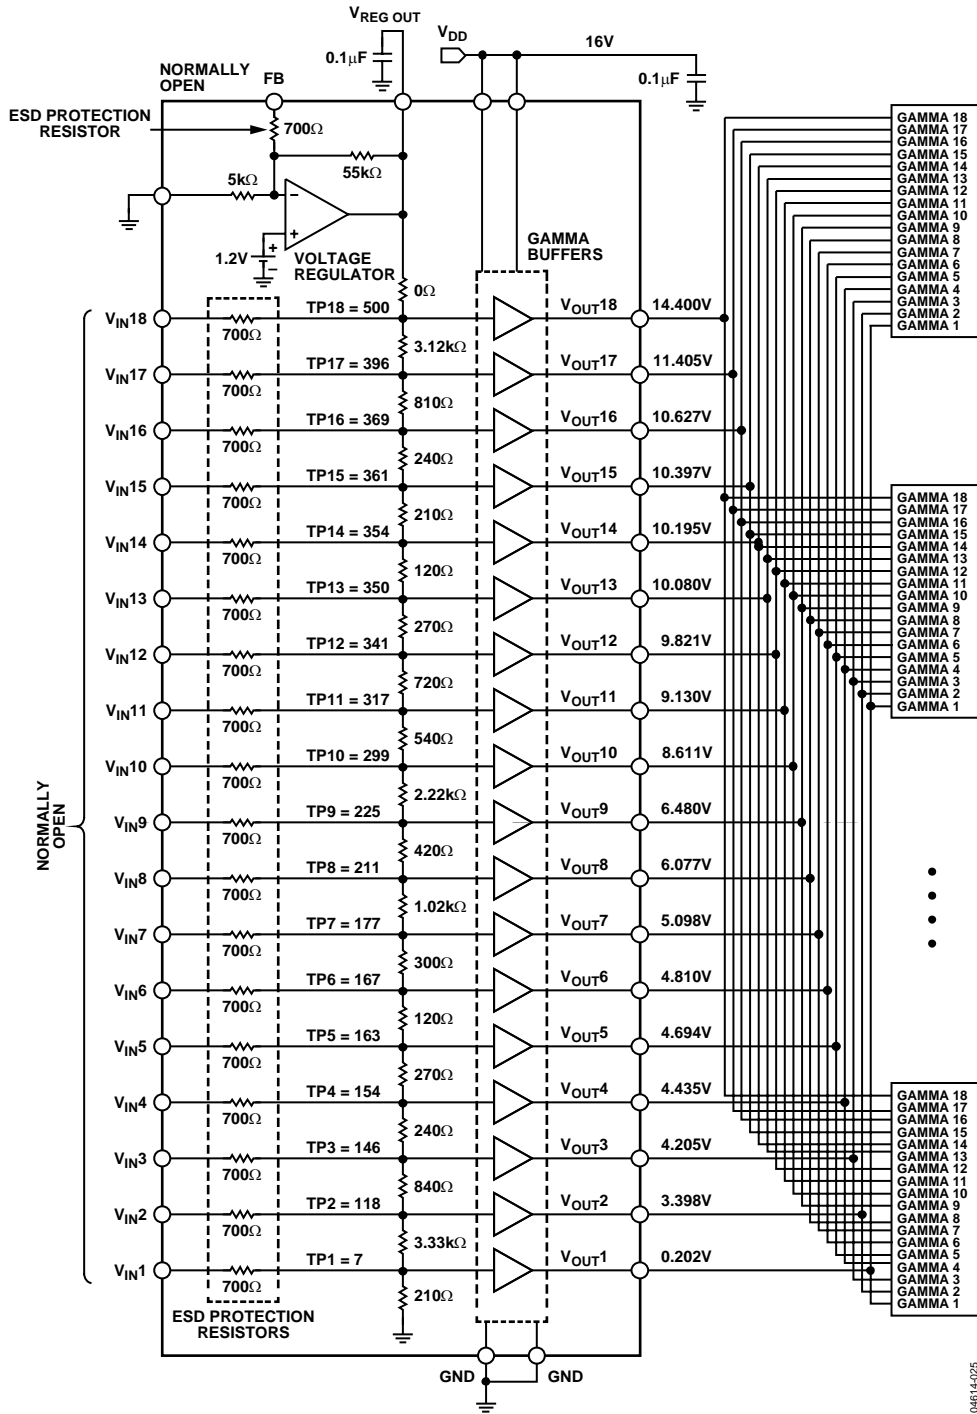 VREG OUT
VDD
16V
0.1μF
0.1μF
NORMALLY
OPEN
FB
ESD PROTECTION
RESISTOR
700Ω
55kΩ
5kΩ
−
+
1.2V
+
−
VOLTAGE
REGULATOR
GAMMA
BUFFERS
0Ω
VIN18
700Ω
TP18 = 500
VOUT18
14.400V
3.12kΩ
VIN17
700Ω
TP17 = 396
VOUT17
11.405V
810Ω
VIN16
700Ω
TP16 = 369
VOUT16
10.627V
240Ω
VIN15
700Ω
TP15 = 361
VOUT15
10.397V
210Ω
VIN14
700Ω
TP14 = 354
VOUT14
10.195V
120Ω
VIN13
700Ω
TP13 = 350
VOUT13
10.080V
270Ω
VIN12
700Ω
TP12 = 341
VOUT12
9.821V
720Ω
VIN11
700Ω
TP11 = 317
VOUT11
9.130V
540Ω
VIN10
700Ω
TP10 = 299
VOUT10
8.611V
2.22kΩ
VIN9
700Ω
TP9 = 225
VOUT9
6.480V
420Ω
VIN8
700Ω
TP8 = 211
VOUT8
6.077V
1.02kΩ
VIN7
700Ω
TP7 = 177
VOUT7
5.098V
300Ω
VIN6
700Ω
TP6 = 167
VOUT6
4.810V
120Ω
VIN5
700Ω
TP5 = 163
VOUT5
4.694V
270Ω
VIN4
700Ω
TP4 = 154
VOUT4
4.435V
240Ω
VIN3
700Ω
TP3 = 146
VOUT3
4.205V
840Ω
VIN2
700Ω
TP2 = 118
VOUT2
3.398V
3.33kΩ
VIN1
700Ω
TP1 = 7
VOUT1
0.202V
210Ω
NORMALLY
OPEN
ESD PROTECTION
RESISTORS
GND
GND
GAMMA 18
GAMMA 17
GAMMA 16
GAMMA 15
GAMMA 14
GAMMA 13
GAMMA 12
GAMMA 11
GAMMA 10
GAMMA 9
GAMMA 8
GAMMA 7
GAMMA 6
GAMMA 5
GAMMA 4
GAMMA 3
GAMMA 2
GAMMA 1
GAMMA 18
GAMMA 17
GAMMA 16
GAMMA 15
GAMMA 14
GAMMA 13
GAMMA 12
GAMMA 11
GAMMA 10
GAMMA 9
GAMMA 8
GAMMA 7
GAMMA 6
GAMMA 5
GAMMA 4
GAMMA 3
GAMMA 2
GAMMA 1
GAMMA 18
GAMMA 17
GAMMA 16
GAMMA 15
GAMMA 14
GAMMA 13
GAMMA 12
GAMMA 11
GAMMA 10
GAMMA 9
GAMMA 8
GAMMA 7
GAMMA 6
GAMMA 5
GAMMA 4
GAMMA 3
GAMMA 2
GAMMA 1
04614-025